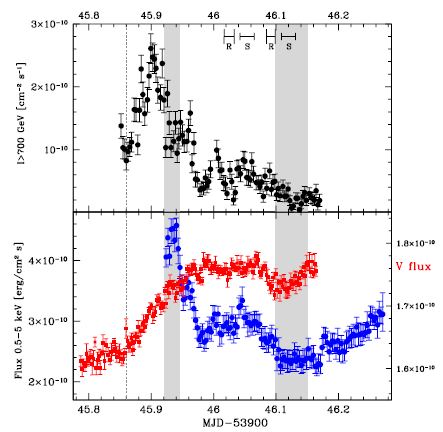 45.8 45.9 46 46.1 46.2
R S R S
3×10⁻¹⁰
2×10⁻¹⁰
10⁻¹⁰
I>700 GeV [cm⁻² s⁻¹]
4×10⁻¹⁰
3×10⁻¹⁰
2×10⁻¹⁰
Flux 0.5-5 keV [erg/cm² s]
1.8×10⁻¹⁰
V flux
1.7×10⁻¹⁰
1.6×10⁻¹⁰
45.8 45.9 46 46.1 46.2
MJD-53900